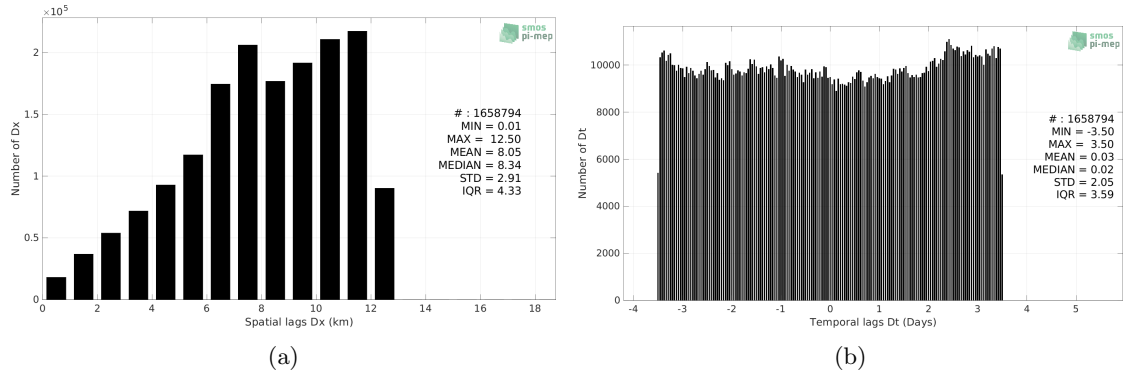 ×10^5
smos
pi-mep
2
1.5
1
0.5
0
Number of Dx
# : 1658794
MIN = 0.01
MAX = 12.50
MEAN = 8.05
MEDIAN = 8.34
STD = 2.91
IQR = 4.33
0 2 4 6 8 10 12 14 16 18
Spatial lags Dx (km)
(a)
smos
pi-mep
10000
8000
6000
4000
2000
0
Number of Dt
# : 1658794
MIN = -3.50
MAX = 3.50
MEAN = 0.03
MEDIAN = 0.02
STD = 2.05
IQR = 3.59
-4 -3 -2 -1 0 1 2 3 4 5
Temporal lags Dt (Days)
(b)